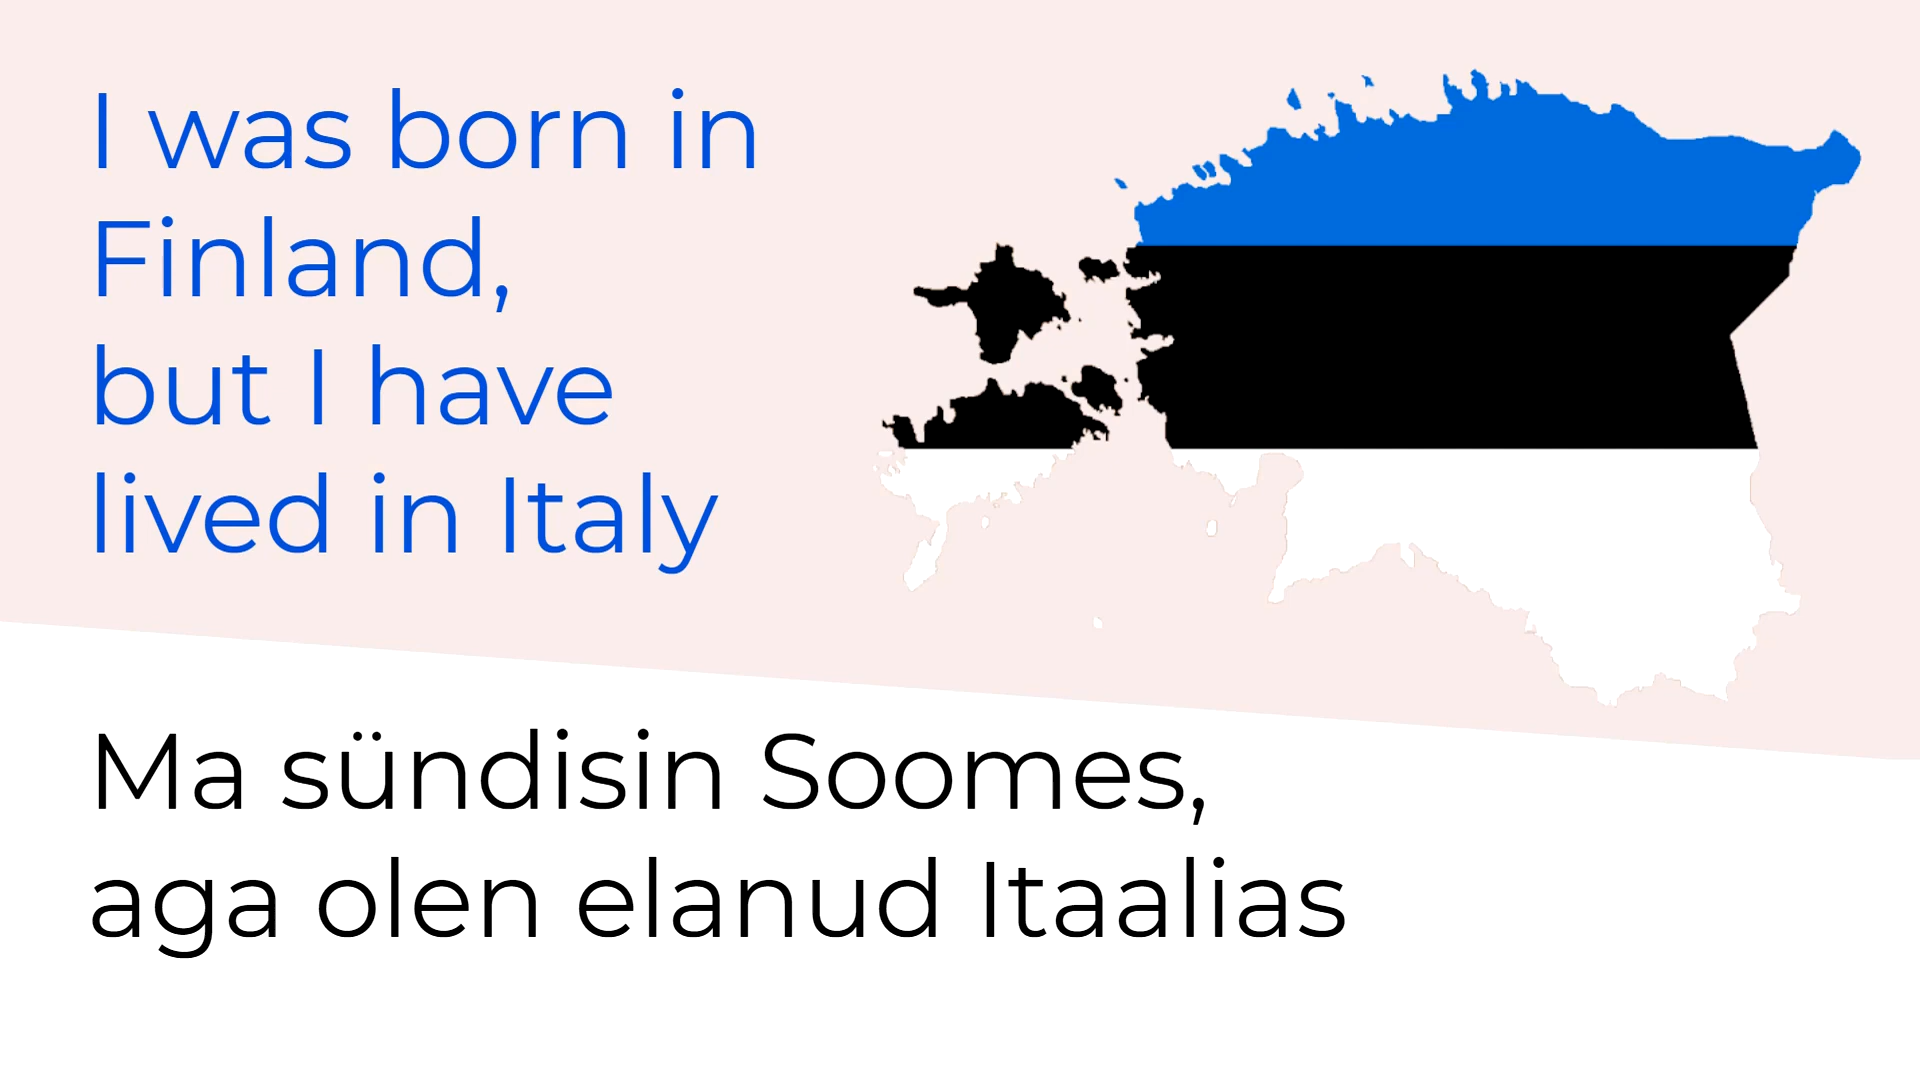 I was born in
Finland,
but I have
lived in Italy
Ma sündisin Soomes,
aga olen elanud Itaalias